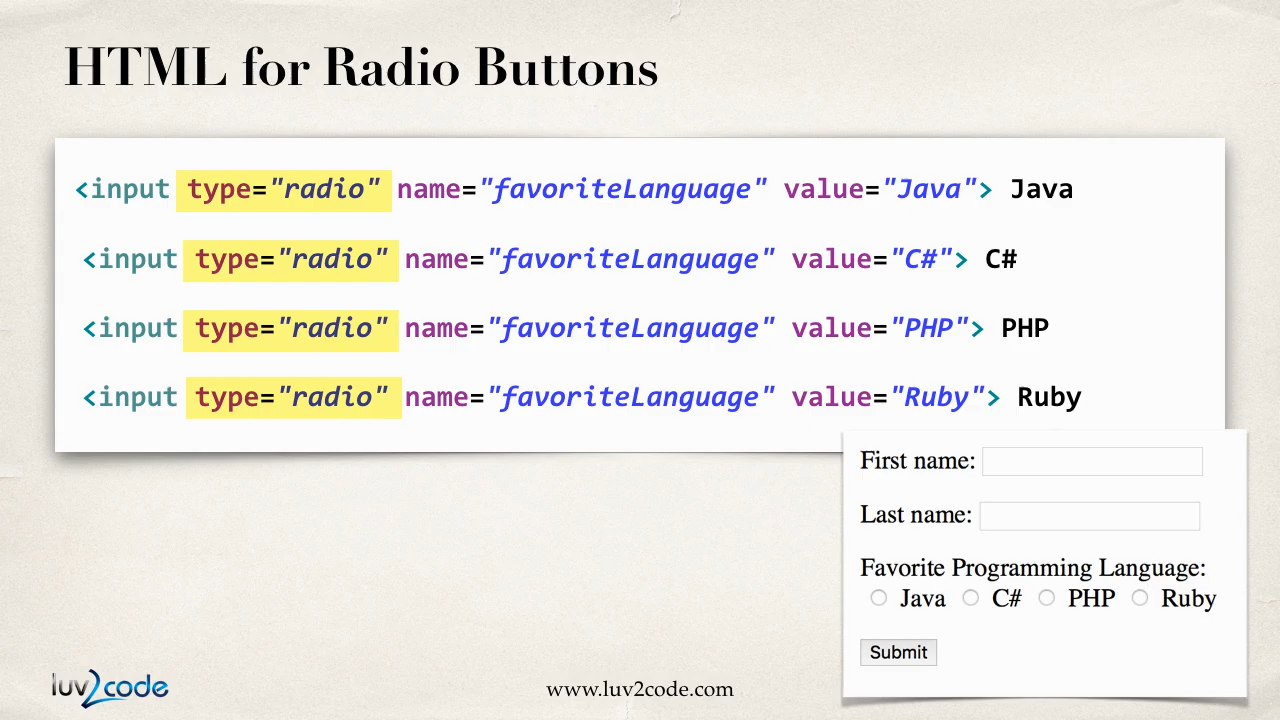 HTML for Radio Buttons
<input type="radio" name="favoriteLanguage" value="Java"> Java
<input type="radio" name="favoriteLanguage" value="C#"> C#
<input type="radio" name="favoriteLanguage" value="PHP"> PHP
<input type="radio" name="favoriteLanguage" value="Ruby"> Ruby
First name:
Last name:
Favorite Programming Language:
Java C# PHP Ruby
Submit
luv2code
www.luv2code.com